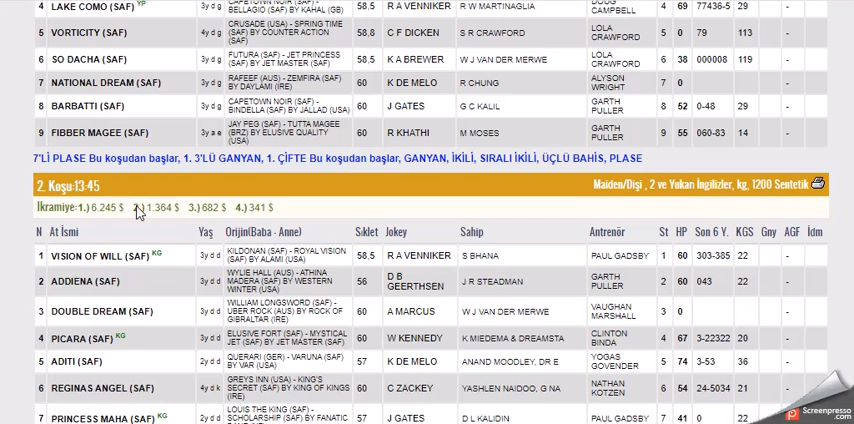 4 LAKE COMO (SAF) YP 3y d g CAPETOWN NOIR (SAF) - BELLAGIO (SAF) BY KAHAL (GB) 58,5 R A VENNIKER R W MARTINAGLIA DOUG CAMPBELL 4 69 77436-5 29 -
5 VORTICITY (SAF) 4y d g CRUSADE (USA) - SPRING TIME (SAF) BY COUNTER ACTION (SAF) 58,8 C F DICKEN S R CRAWFORD LOLA CRAWFORD 5 0 79 113 -
6 SO DACHA (SAF) 3y d g FUTURA (SAF) - JET PRINCESS (SAF) BY JET MASTER (SAF) 60 K A BREWER W J VAN DER MERWE LOLA CRAWFORD 6 38 000008 119 -
7 NATIONAL DREAM (SAF) 3y d g RAFEEF (AUS) - ZEMFIRA (SAF) BY DAYLAMI (IRE) 60 K DE MELO R CHUNG ALYSON WRIGHT 7 0 -
8 BARBATTI (SAF) 3y d g CAPETOWN NOIR (SAF) - BINDELLA (SAF) BY JALLAD (USA) 60 J GATES G C KALIL GARTH PULLER 8 52 0-48 29 -
9 FIBBER MAGEE (SAF) 3y a e JAY PEG (SAF) - TUTTA MAGEE (BRZ) BY ELUSIVE QUALITY (USA) 60 R KHATHI M MOSES GARTH PULLER 9 55 060-83 14 -
7'Lİ PLASE Bu koşudan başlar, 1. 3'LÜ GANYAN, 1. ÇİFTE Bu koşudan başlar, GANYAN, İKİLİ, SIRALI İKİLİ, ÜÇLÜ BAHİS, PLASE
2. Koşu:13:45 Maiden/Dişi , 2 ve Yukarı İngilizler, kg, 1200 Sentetik
İkramiye:1.) 6.245 $ 2.) 1.364 $ 3.) 682 $ 4.) 341 $
N At İsmi Yaş Orijin(Baba - Anne) Sıklet Jokey Sahip Antrenör St HP Son 6 Y. KGS Gny AGF İdm
1 VISION OF WILL (SAF) KG 3y d d KILDONAN (SAF) - ROYAL VISION (SAF) BY ALAMI (USA) 58,5 R A VENNIKER S BHANA PAUL GADSBY 1 60 303-385 22 -
2 ADDIENA (SAF) 3y d d WYLIE HALL (AUS) - ATHINA MADERA (SAF) BY WESTERN WINTER (USA) 56 D B GEERTHSEN J R STEADMAN GARTH PULLER 2 60 043 22 -
3 DOUBLE DREAM (SAF) 3y d d WILLIAM LONGSWORD (SAF) - UBER ROCK (AUS) BY ROCK OF GIBRALTAR (IRE) 60 A MARCUS W J VAN DER MERWE VAUGHAN MARSHALL 3 0 -
4 PICARA (SAF) KG 3y d d ELUSIVE FORT (SAF) - MYSTICAL JET (SAF) BY JET MASTER (SAF) 60 W KENNEDY K MIEDEMA & DREAMSTA CLINTON BINDA 4 67 3-22322 20 -
5 ADITI (SAF) 2y d d QUERARI (GER) - VARUNA (SAF) BY VAR (USA) 57 K DE MELO ANAND MOODLEY, DR E YOGAS GOVENDER 5 74 3-53 36 -
6 REGINAS ANGEL (SAF) 4y d k GREYS INN (USA) - KING'S SECRET (SAF) BY KING OF KINGS (IRE) 60 C ZACKEY YASHLEN NAIDOO, G NA NATHAN KOTZEN 6 54 24-5034 21 -
7 PRINCESS MAHA (SAF) KG 2y d d LOUIS THE KING (SAF) - SCHOLARSHIP (SAF) BY FANATIC 57 J GATES D L KALIDIN PAUL GADSBY 7 41 0 22 -
Screenpresso
.com